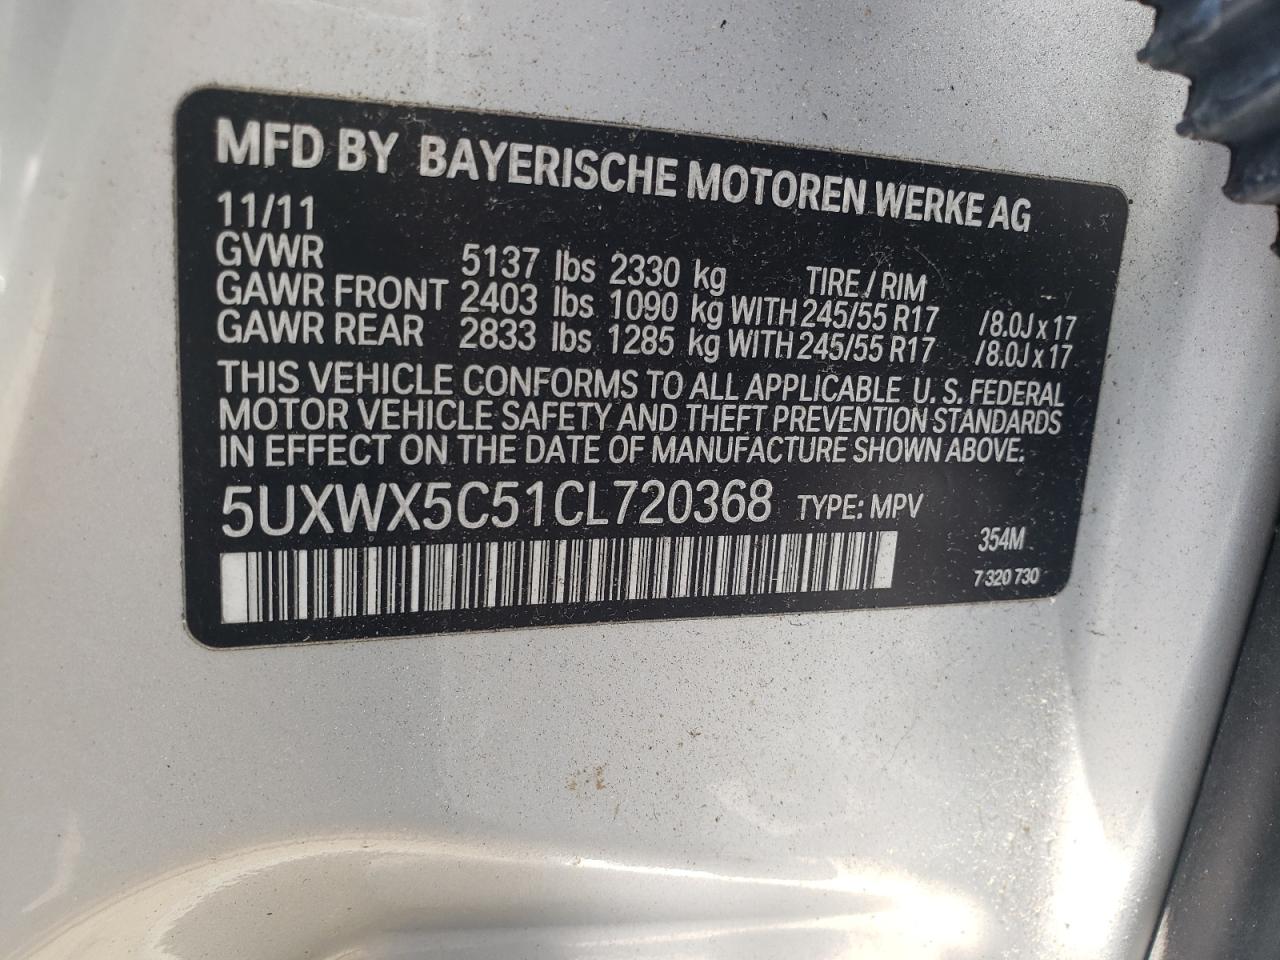 MFD BY BAYERISCHE MOTOREN WERKE AG
11/11
GVWR 5137 lbs 2330 kg TIRE / RIM
GAWR FRONT 2403 lbs 1090 kg WITH 245/55 R17 /8.0J x 17
GAWR REAR 2833 lbs 1285 kg WITH 245/55 R17 /8.0J x 17
THIS VEHICLE CONFORMS TO ALL APPLICABLE U. S. FEDERAL
MOTOR VEHICLE SAFETY AND THEFT PREVENTION STANDARDS
IN EFFECT ON THE DATE OF MANUFACTURE SHOWN ABOVE.
5UXWX5C51CL720368 TYPE: MPV
354M
7 320 730